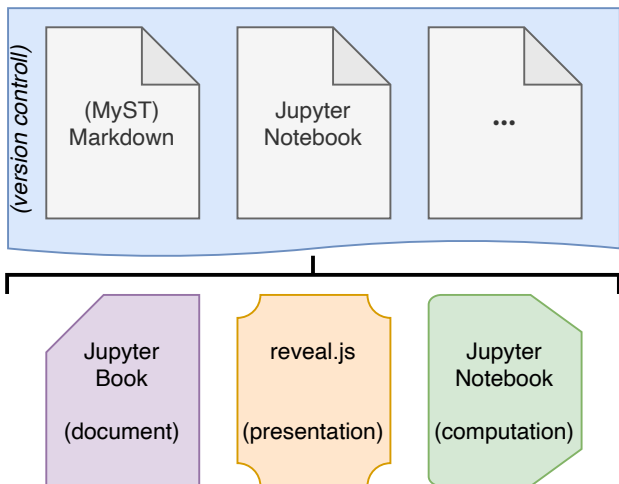 (version controll)
(MyST)
Markdown
Jupyter
Notebook
...
Jupyter
Book
(document)
reveal.js
(presentation)
Jupyter
Notebook
(computation)